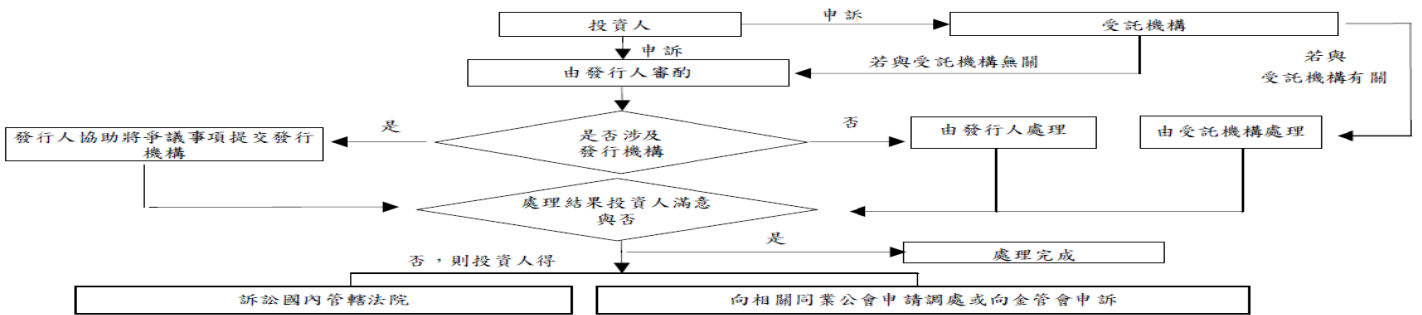 投資人
申訴
受託機構
申訴
若與受託機構無關
若與
受託機構有關
由發行人審酌
是
是否涉及
發行機構
否
發行人協助將爭議事項提交發行
機構
由發行人處理
由受託機構處理
處理結果投資人滿意
與否
是
處理完成
否，則投資人得
訴訟國內管轄法院
向相關同業公會申請調處或向金管會申訴